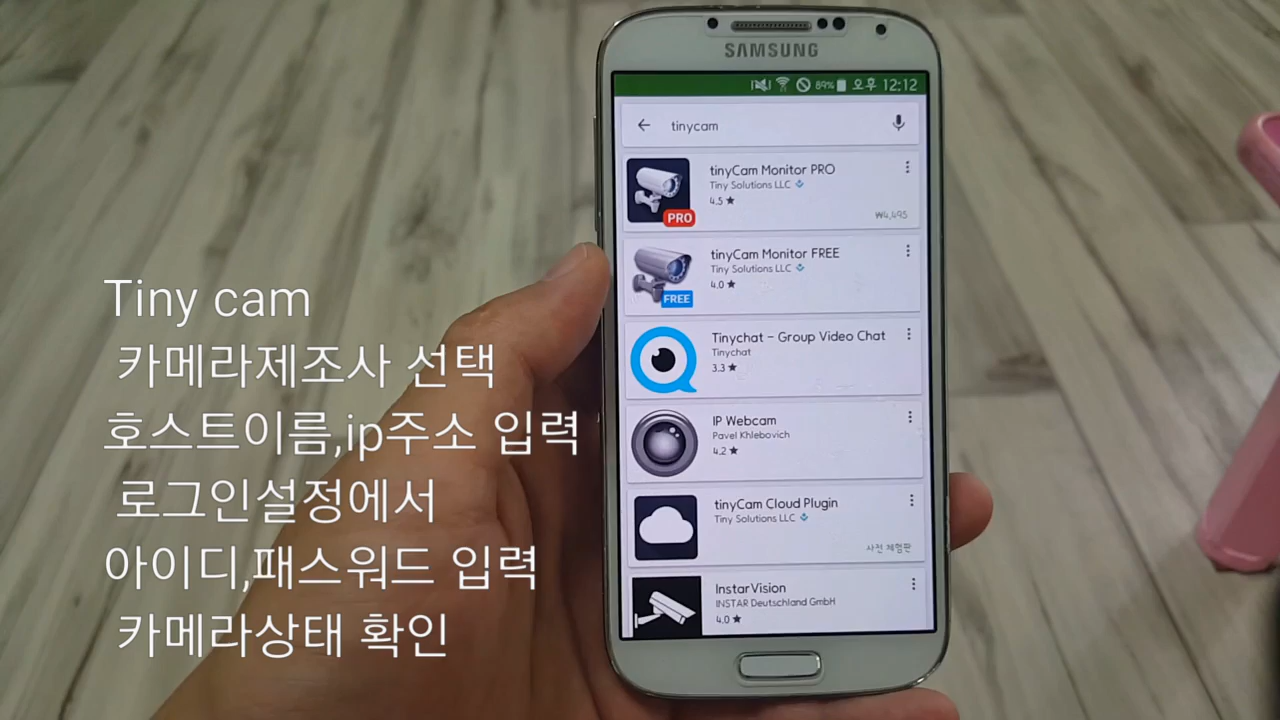 Tiny cam
카메라제조사 선택
호스트이름,ip주소 입력
로그인설정에서
아이디,패스워드 입력
카메라상태 확인
SAMSUNG
89% 오후 12:12
tinycam
tinyCam Monitor PRO
Tiny Solutions LLC
4.5★
PRO
₩4,495
tinyCam Monitor FREE
Tiny Solutions LLC
4.0★
FREE
Tinychat - Group Video Chat
Tinychat
3.3★
IP Webcam
Pavel Khlebovich
4.2★
tinyCam Cloud Plugin
Tiny Solutions LLC
사전 체험판
InstarVision
INSTAR Deutschland GmbH
4.0★